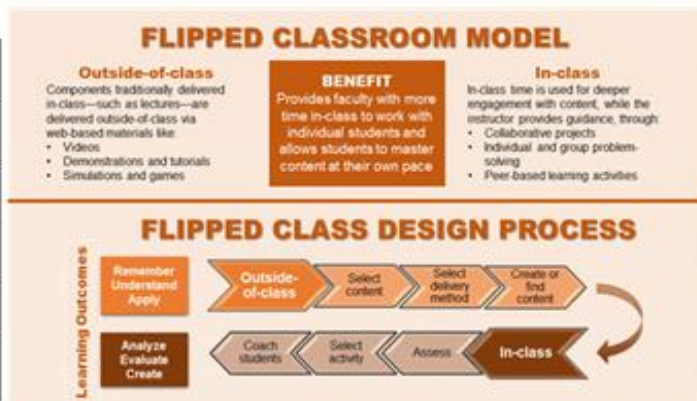 FLIPPED CLASSROOM MODEL
Outside-of-class
Components traditionally delivered
in-class—such as lectures—are
delivered outside-of-class via
web-based materials like:
• Videos
• Demonstrations and tutorials
• Simulations and games
BENEFIT
Provides faculty with more
time in-class to work with
individual students and
allows students to master
content at their own pace
In-class
In-class time is used for deeper
engagement with content, while the
instructor provides guidance, through:
• Collaborative projects
• Individual and group problem-
solving
• Peer-based learning activities
FLIPPED CLASS DESIGN PROCESS
Learning Outcomes
Remember
Understand
Apply
Outside-
of-class
Select
content
Select
delivery
method
Create or
find
content
Analyze
Evaluate
Create
Coach
students
Select
activity
Assess
In-class